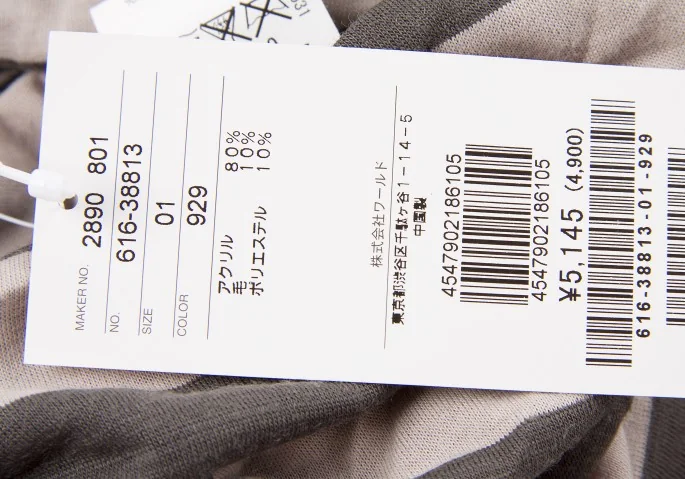 MAKER NO. 2890 801
NO. 616-38813
SIZE 01
COLOR 929
アクリル 80%
毛 10%
ポリエステル 10%
株式会社ワールド
東京都渋谷区千駄ヶ谷1-14-5
中国製
4547902186105
4547902186105
¥5,145 (4,900)
616-38813-01-929